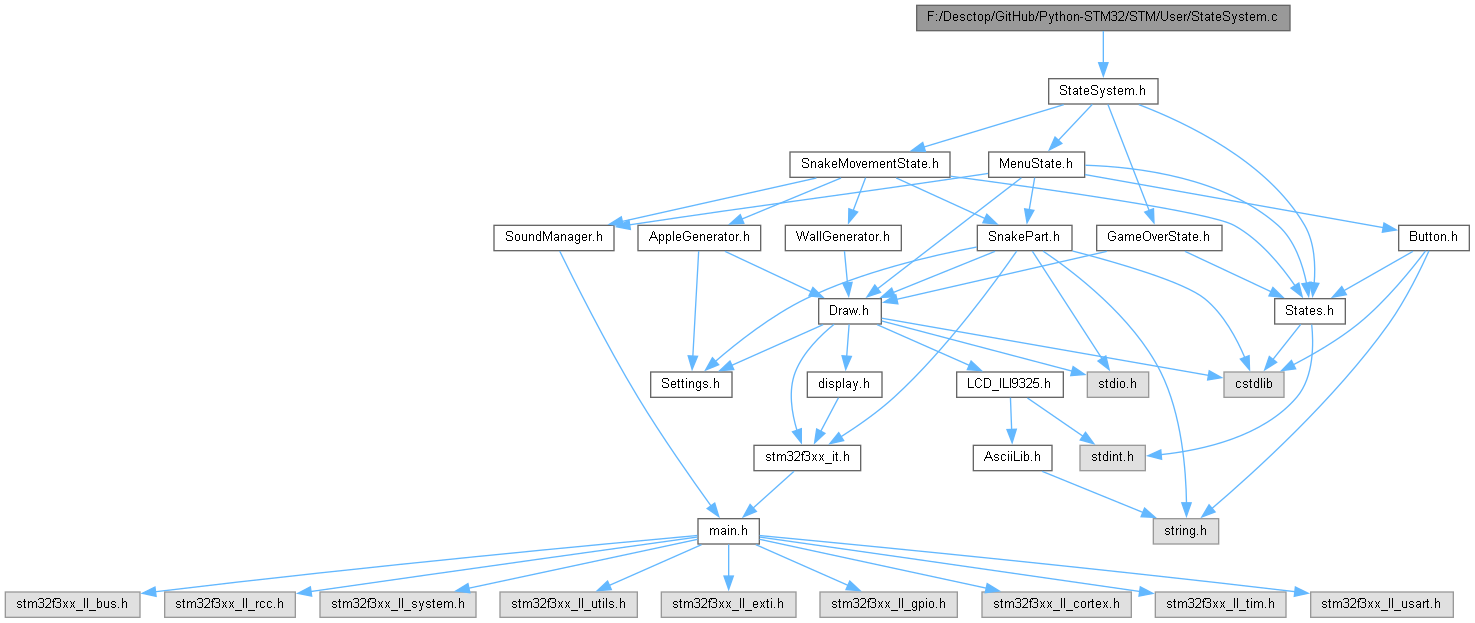 F:/Desctop/GitHub/Python-STM32/STM/User/StateSystem.c
StateSystem.h
SnakeMovementState.h
MenuState.h
SoundManager.h
AppleGenerator.h
WallGenerator.h
SnakePart.h
GameOverState.h
Button.h
Draw.h
States.h
Settings.h
display.h
LCD_ILI9325.h
stdio.h
cstdlib
stm32f3xx_it.h
AsciiLib.h
stdint.h
main.h
string.h
stm32f3xx_ll_bus.h
stm32f3xx_ll_rcc.h
stm32f3xx_ll_system.h
stm32f3xx_ll_utils.h
stm32f3xx_ll_exti.h
stm32f3xx_ll_gpio.h
stm32f3xx_ll_cortex.h
stm32f3xx_ll_tim.h
stm32f3xx_ll_usart.h